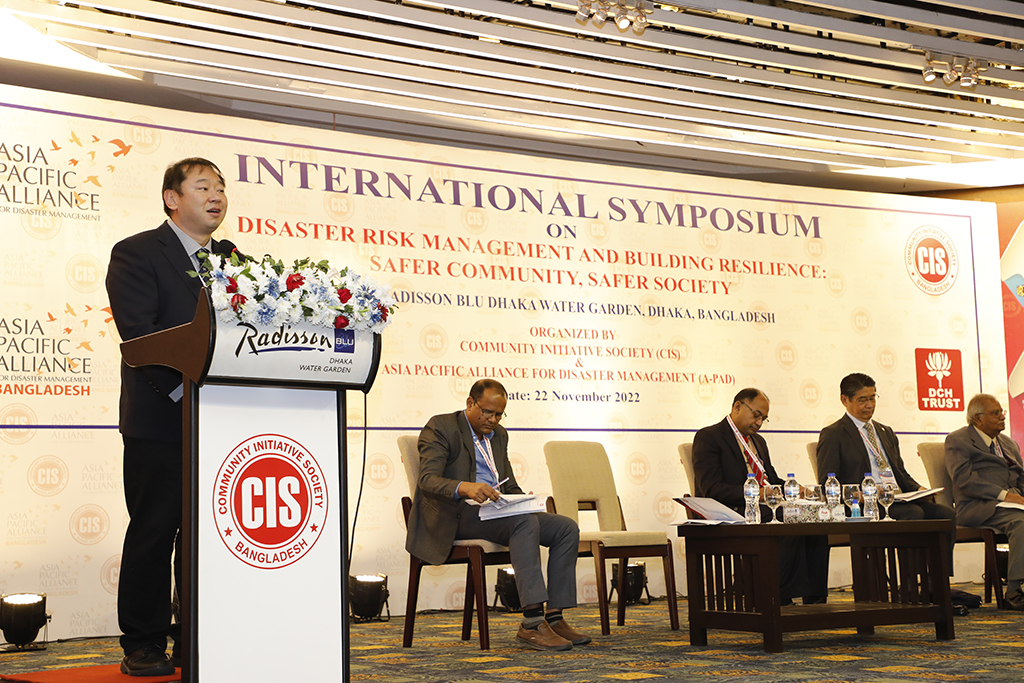 ASIA
PACIFIC
ALLIANCE
FOR DISASTER MANAGEMENT
CIS
INTERNATIONAL SYMPOSIUM
ON
DISASTER RISK MANAGEMENT AND BUILDING RESILIENCE:
SAFER COMMUNITY, SAFER SOCIETY
RADISSON BLU DHAKA WATER GARDEN, DHAKA, BANGLADESH
ORGANIZED BY
COMMUNITY INITIATIVE SOCIETY (CIS)
&
ASIA PACIFIC ALLIANCE FOR DISASTER MANAGEMENT (A-PAD)
Date: 22 November 2022
COMMUNITY INITIATIVE SOCIETY
CIS
BANGLADESH
DCH
TRUST
ASIA
PACIFIC
ALLIANCE
FOR DISASTER MANAGEMENT
BANGLADESH
Radisson
BLU
DHAKA
WATER GARDEN
COMMUNITY INITIATIVE SOCIETY
CIS
BANGLADESH